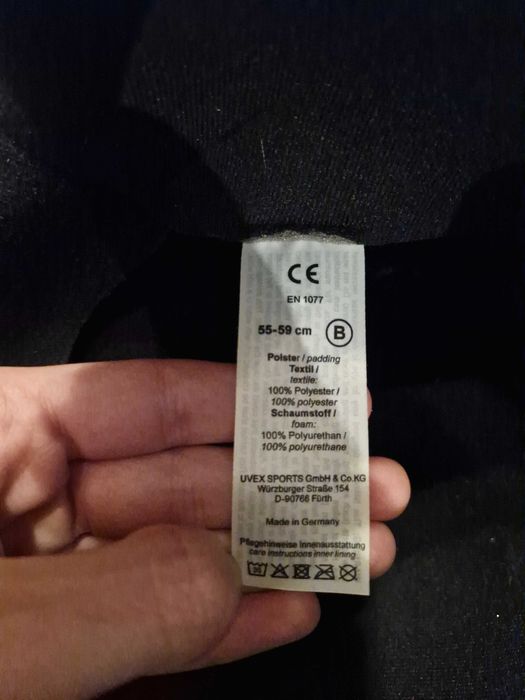 CE
EN 1077
55-59 cm B
Polster / padding
Textil /
textile:
100% Polyester /
100% polyester
Schaumstoff /
foam:
100% Polyurethan /
100% polyurethane
UVEX SPORTS GmbH & Co.KG
Würzburger Straße 154
D-90766 Fürth
Made in Germany
Pflegehinweise Innenausstattung
care instructions inner lining